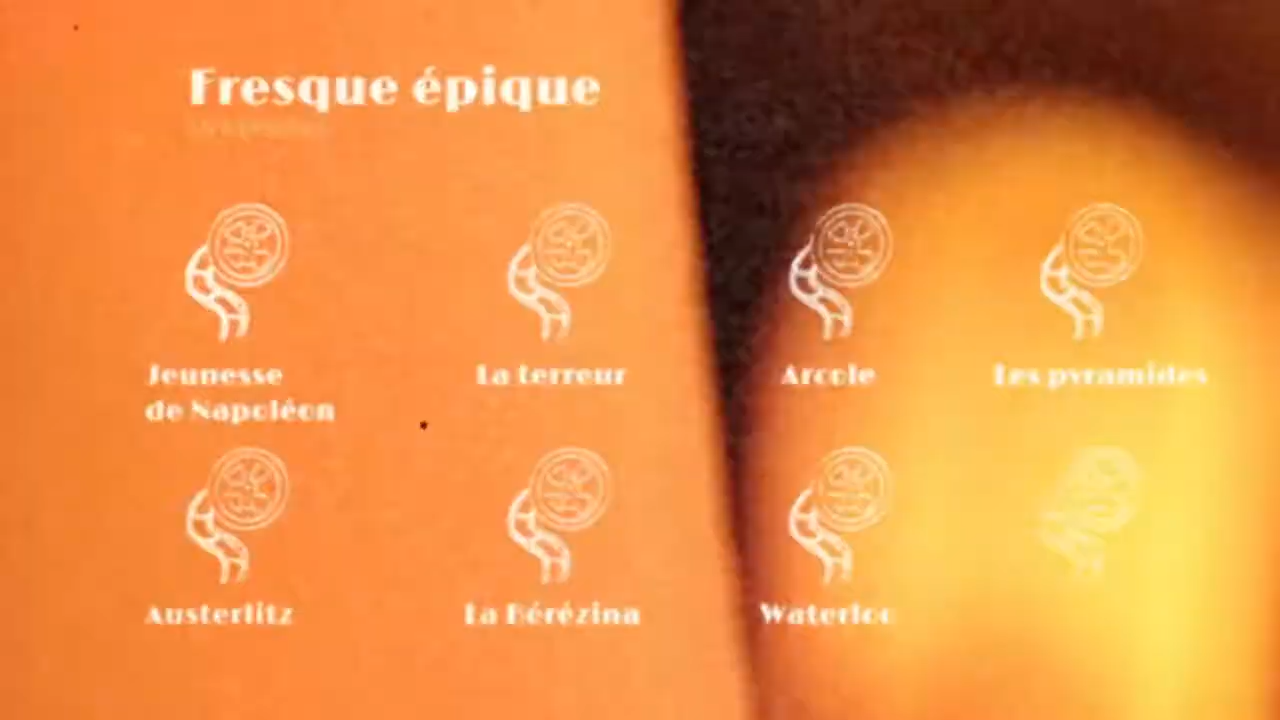 Fresque épique
Jeunesse
de Napoléon
La terreur
Arcole
Les pyramides
Austerlitz
La Bérézina
Waterloo